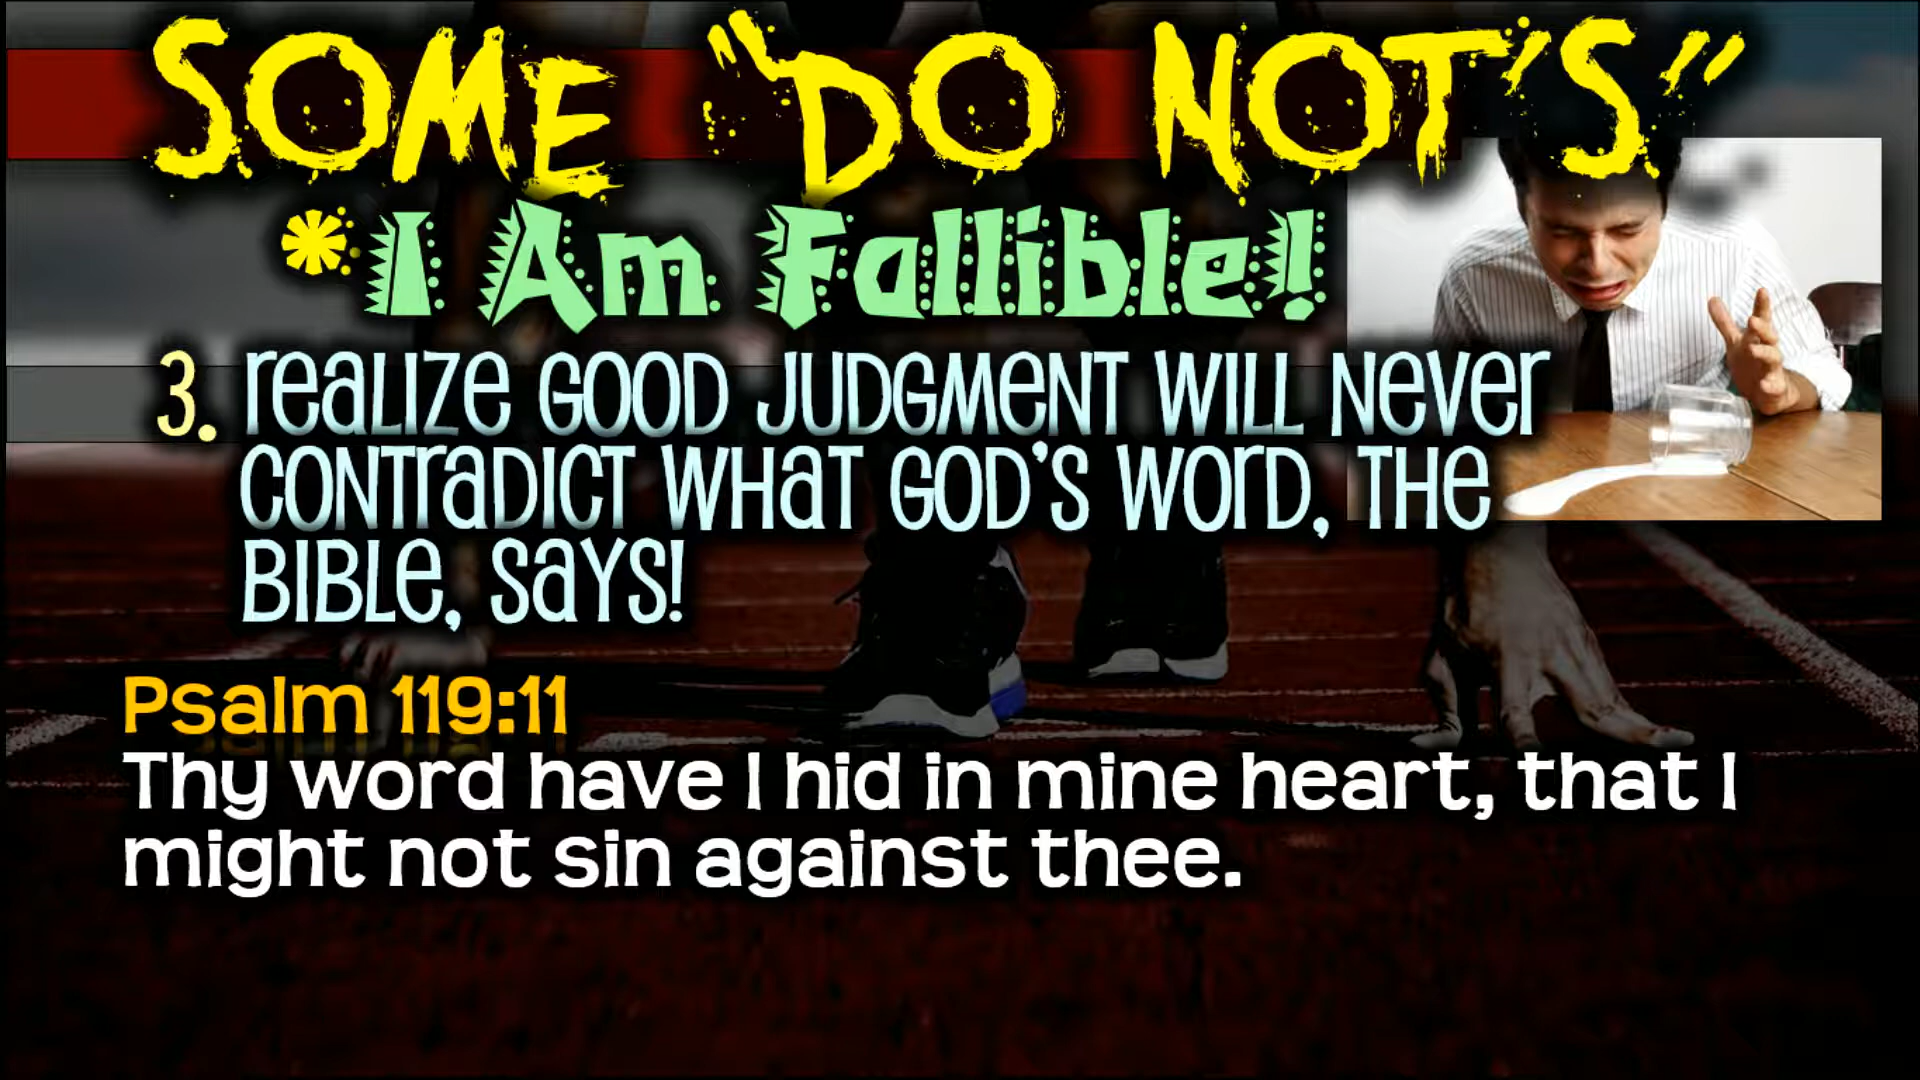 SOME "DO NOT'S"
*I Am Fallible!
3. Realize good judgment will never
contradict what God's Word, the
Bible, says!
Psalm 119:11
Thy word have I hid in mine heart, that I
might not sin against thee.